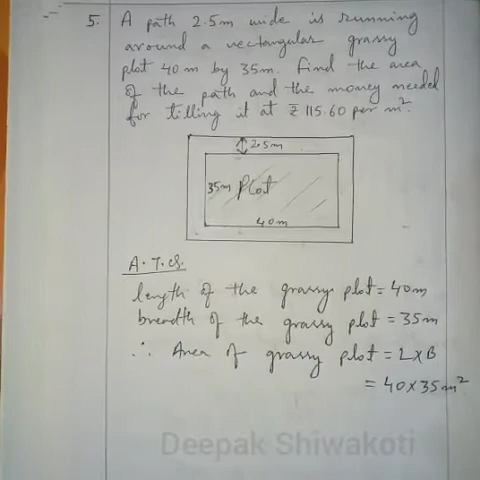 5. A path 2.5m wide is running
around a rectangular grassy
plot 40m by 35m. Find the area
of the path and the money needed
for tilling it at ₹ 115.60 per m².
2.5m
35m Plot
40m
A.T.Q.
length of the grassy plot = 40m
breadth of the grassy plot = 35m
∴ Area of grassy plot = L×B
= 40×35m²
Deepak Shiwakoti